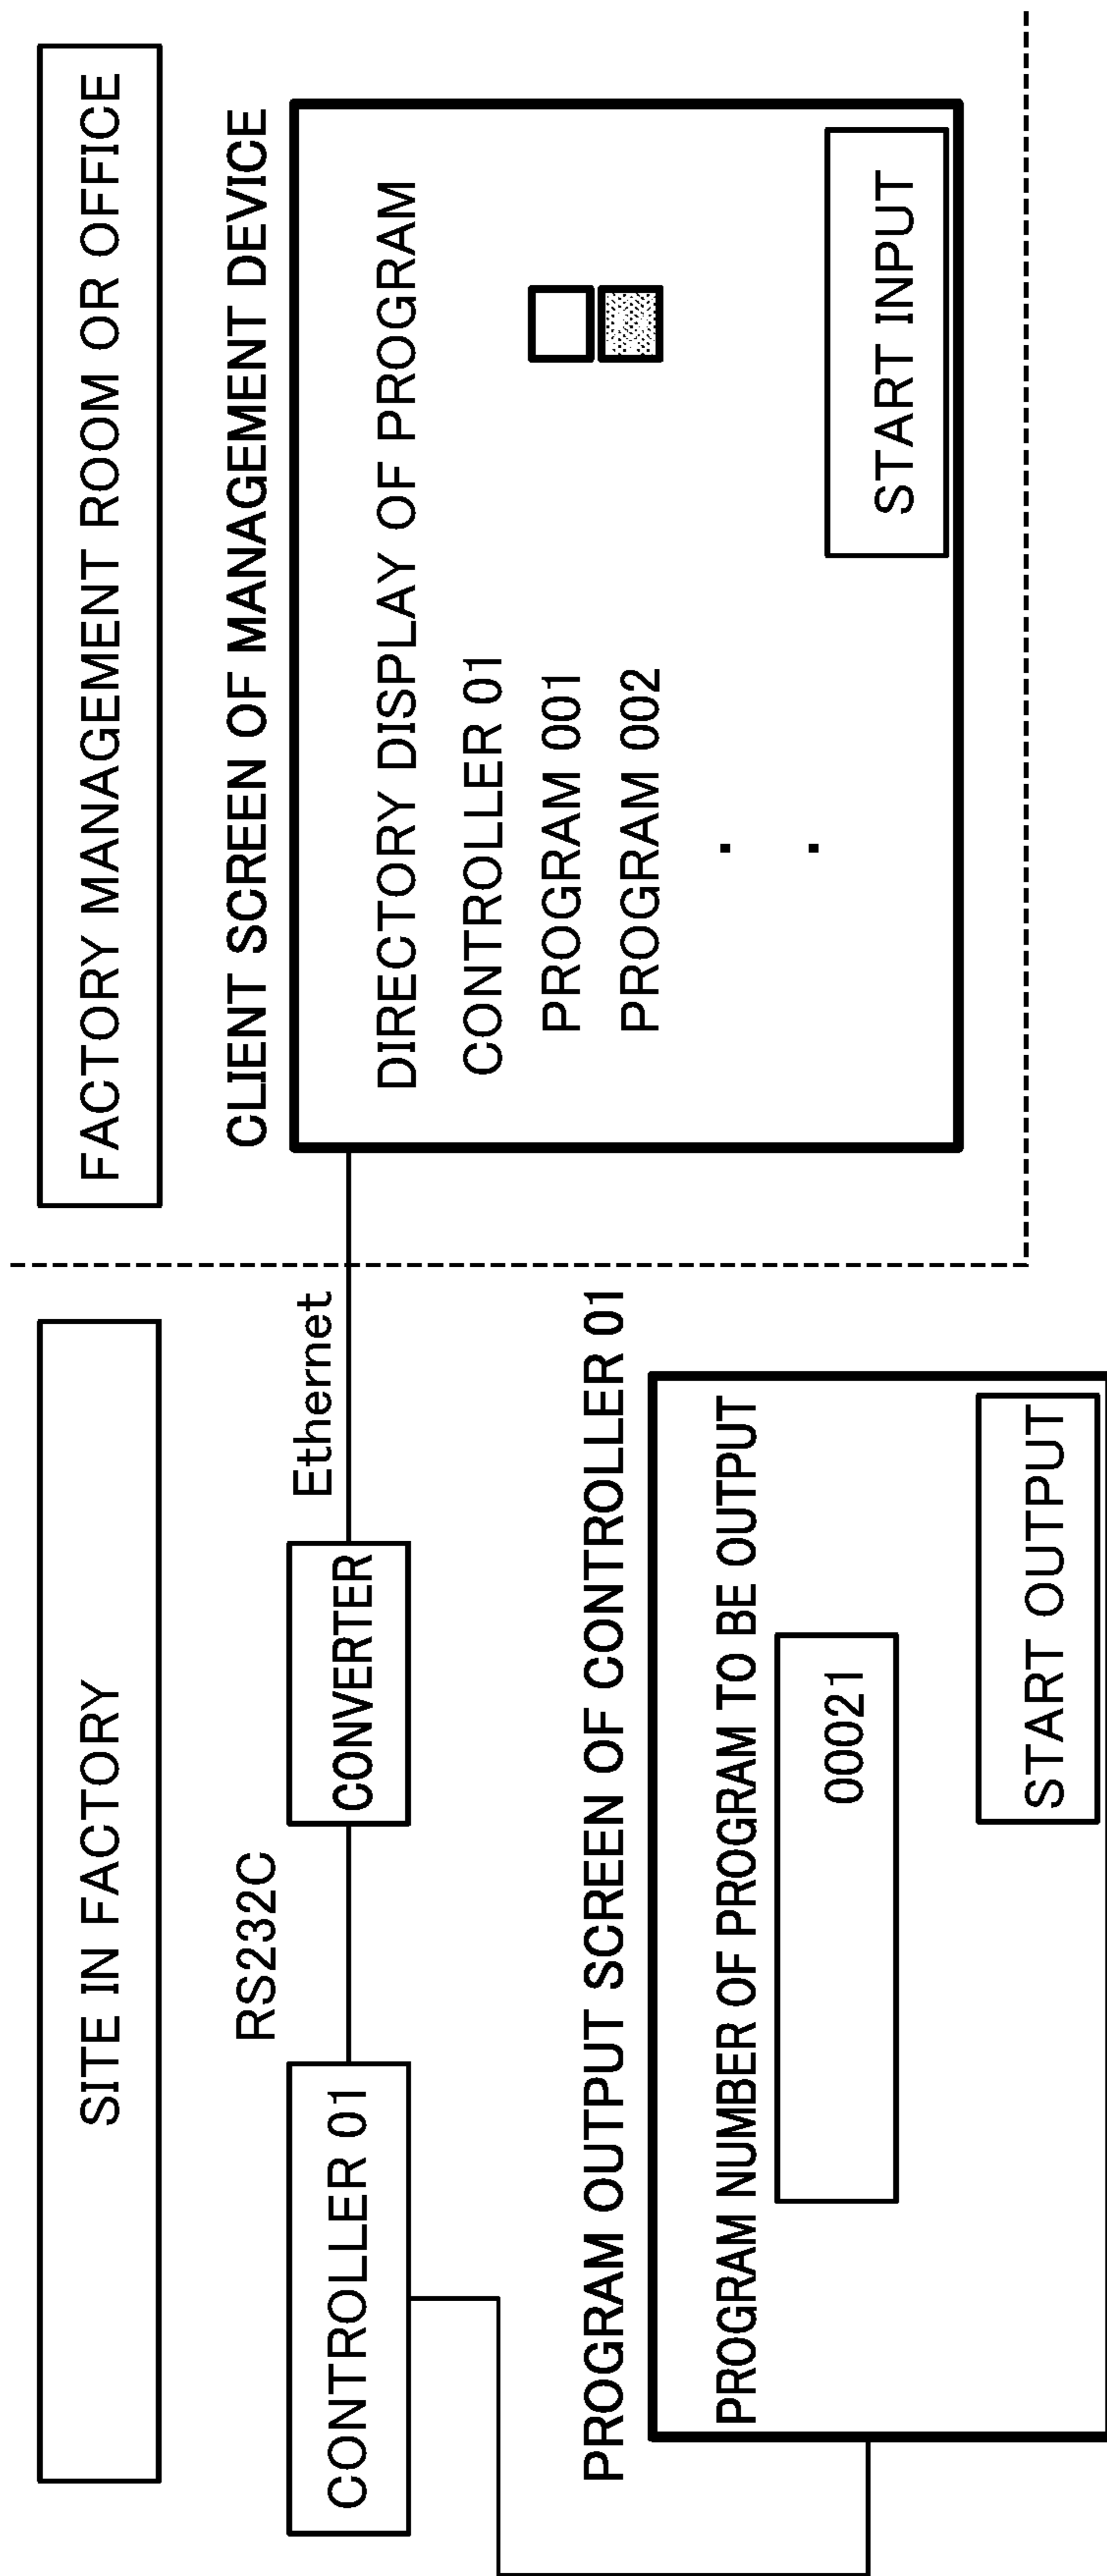 SITE IN FACTORY
FACTORY MANAGEMENT ROOM OR OFFICE
RS232C
CONTROLLER 01
CONVERTER
Ethernet
CLIENT SCREEN OF MANAGEMENT DEVICE
DIRECTORY DISPLAY OF PROGRAM
CONTROLLER 01
PROGRAM 001
PROGRAM 002
.
.
START INPUT
PROGRAM OUTPUT SCREEN OF CONTROLLER 01
PROGRAM NUMBER OF PROGRAM TO BE OUTPUT
00021
START OUTPUT